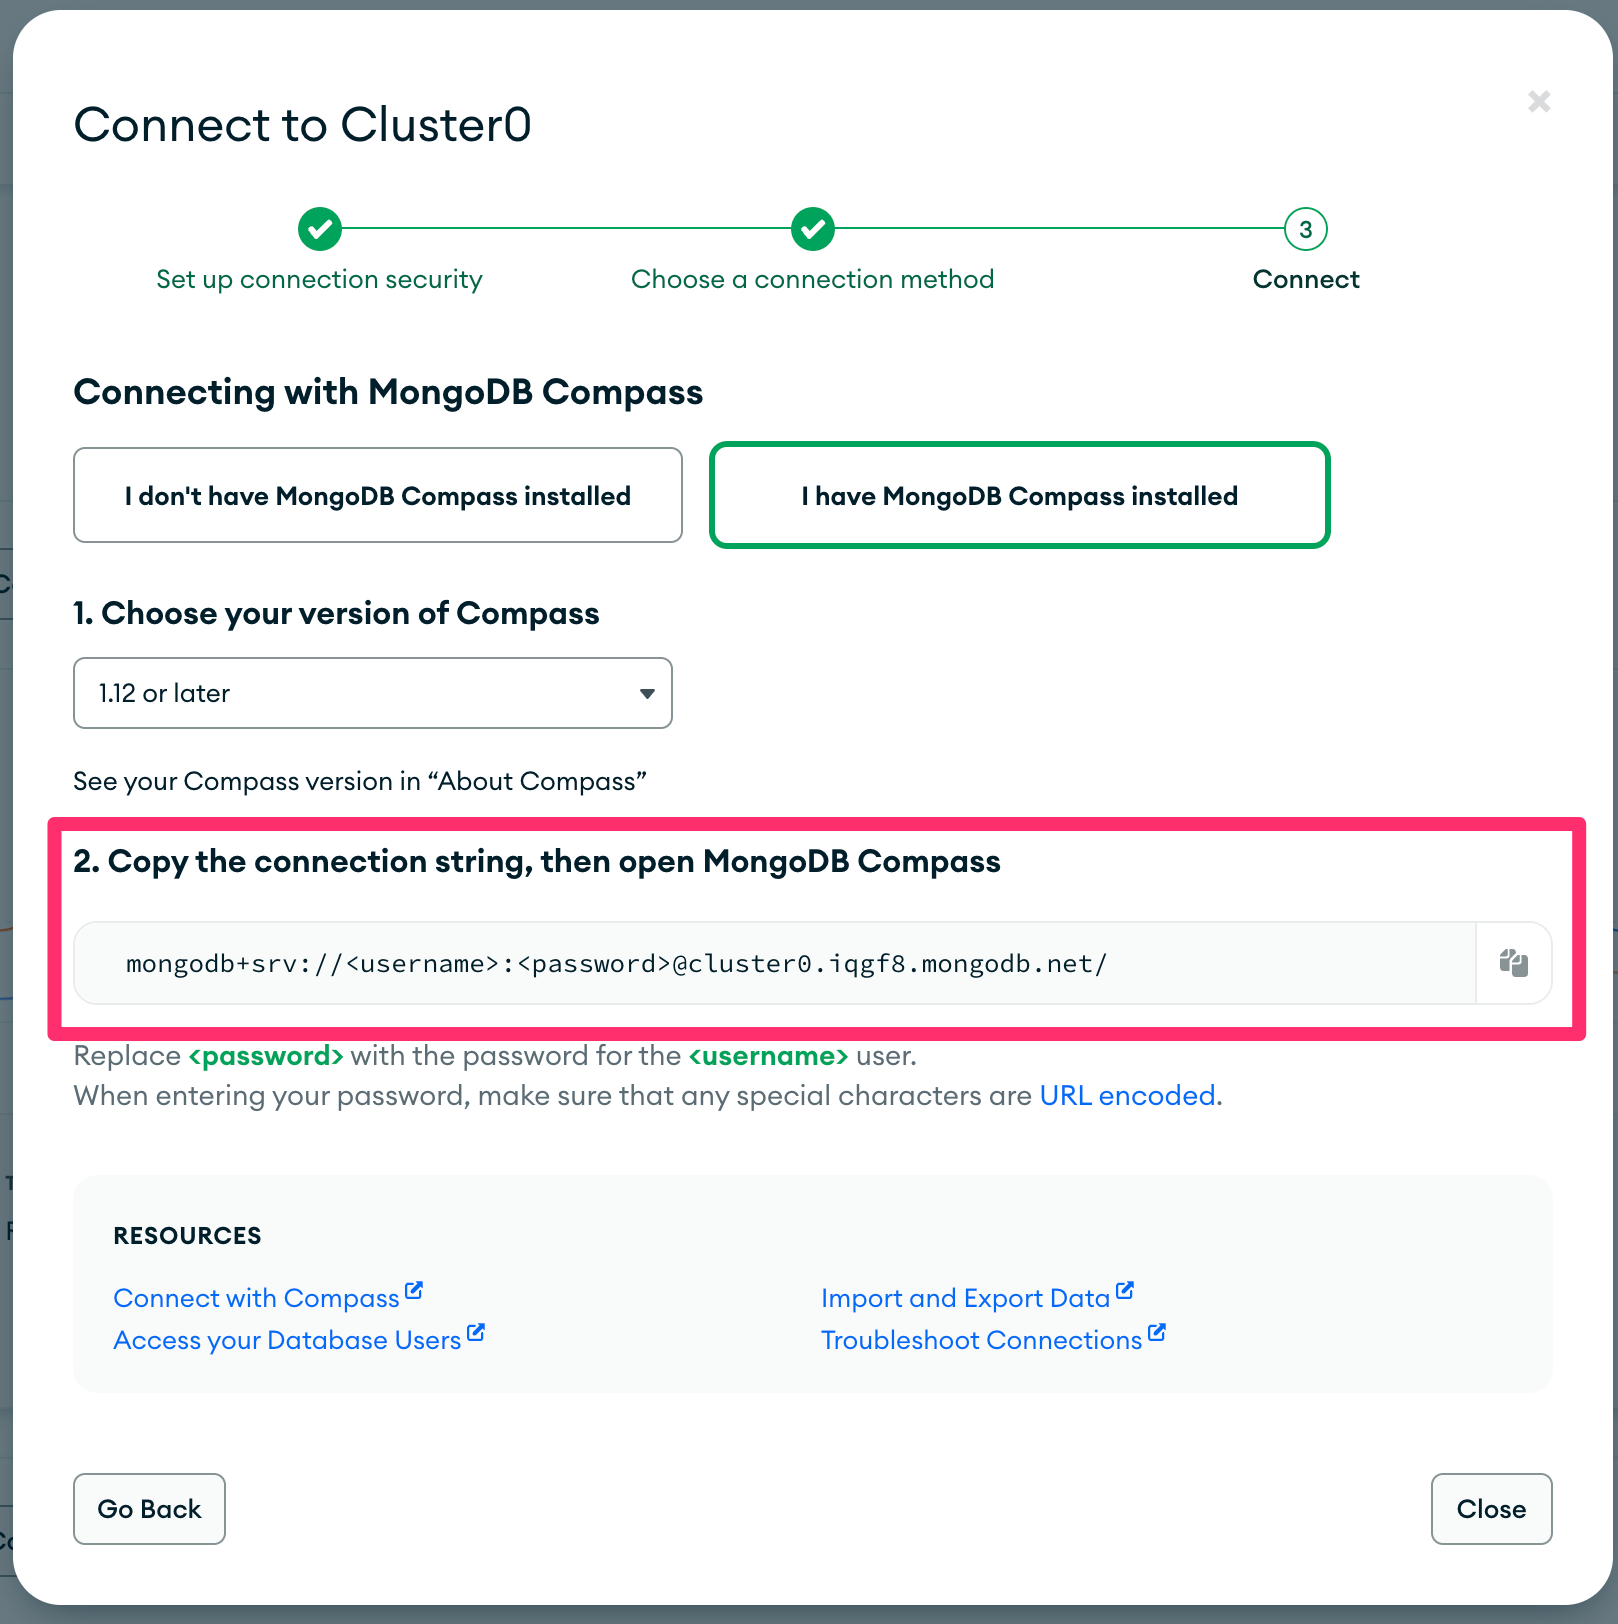 Connect to Cluster0
3
Set up connection security
Choose a connection method
Connect
Connecting with MongoDB Compass
I don't have MongoDB Compass installed
I have MongoDB Compass installed
1. Choose your version of Compass
1.12 or later
See your Compass version in “About Compass”
2. Copy the connection string, then open MongoDB Compass
mongodb+srv://<username>:<password>@cluster0.iqgf8.mongodb.net/
Replace <password> with the password for the <username> user.
When entering your password, make sure that any special characters are URL encoded.
RESOURCES
Connect with Compass
Import and Export Data
Access your Database Users
Troubleshoot Connections
Go Back
Close